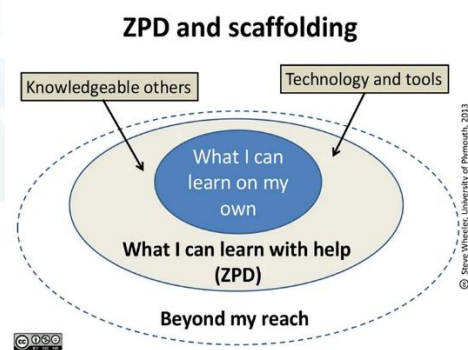 ZPD and scaffolding
Knowledgeable others
Technology and tools
What I can
learn on my
own
What I can learn with help
(ZPD)
Beyond my reach
© Steve Wheeler, University of Plymouth, 2013